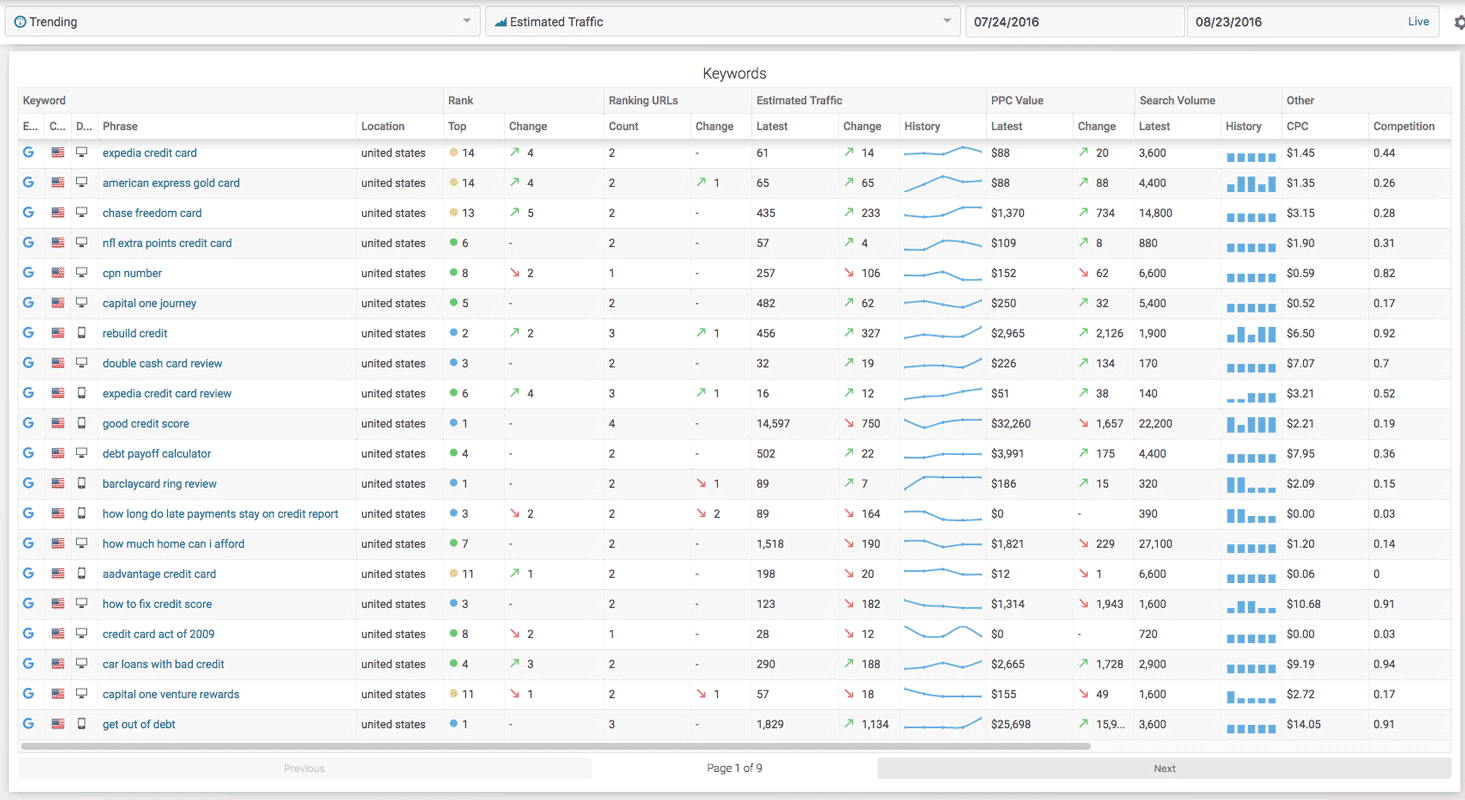 Trending Estimated Traffic 07/24/2016 08/23/2016 Live
Keywords
Keyword Rank Ranking URLs Estimated Traffic PPC Value Search Volume Other
E... C... D... Phrase Location Top Change Count Change Latest Change History Latest Change Latest History CPC Competition
expedia credit card united states 14 4 2 - 61 14 $88 20 3,600 $1.45 0.44
american express gold card united states 14 4 2 1 65 65 $88 88 4,400 $1.35 0.26
chase freedom card united states 13 5 2 - 435 233 $1,370 734 14,800 $3.15 0.28
nfl extra points credit card united states 6 - 2 - 57 4 $109 8 880 $1.90 0.31
cpn number united states 8 2 1 - 257 106 $152 62 6,600 $0.59 0.82
capital one journey united states 5 - 2 - 482 62 $250 32 5,400 $0.52 0.17
rebuild credit united states 2 2 3 1 456 327 $2,965 2,126 1,900 $6.50 0.92
double cash card review united states 3 - 2 - 32 19 $226 134 170 $7.07 0.7
expedia credit card review united states 6 4 3 1 16 12 $51 38 140 $3.21 0.52
good credit score united states 1 - 4 - 14,597 750 $32,260 1,657 22,200 $2.21 0.19
debt payoff calculator united states 4 - 2 - 502 22 $3,991 175 4,400 $7.95 0.36
barclaycard ring review united states 1 - 2 1 89 7 $186 15 320 $2.09 0.15
how long do late payments stay on credit report united states 3 2 2 2 89 164 $0 - 390 $0.00 0.03
how much home can i afford united states 7 - 2 - 1,518 190 $1,821 229 27,100 $1.20 0.14
aadvantage credit card united states 11 1 2 - 198 20 $12 1 6,600 $0.06 0
how to fix credit score united states 3 - 2 - 123 182 $1,314 1,943 1,600 $10.68 0.91
credit card act of 2009 united states 8 2 1 - 28 12 $0 - 720 $0.00 0.03
car loans with bad credit united states 4 3 2 - 290 188 $2,665 1,728 2,900 $9.19 0.94
capital one venture rewards united states 11 1 2 1 57 18 $155 49 1,600 $2.72 0.17
get out of debt united states 1 - 3 - 1,829 1,134 $25,698 15,9... 3,600 $14.05 0.91
Previous Page 1 of 9 Next